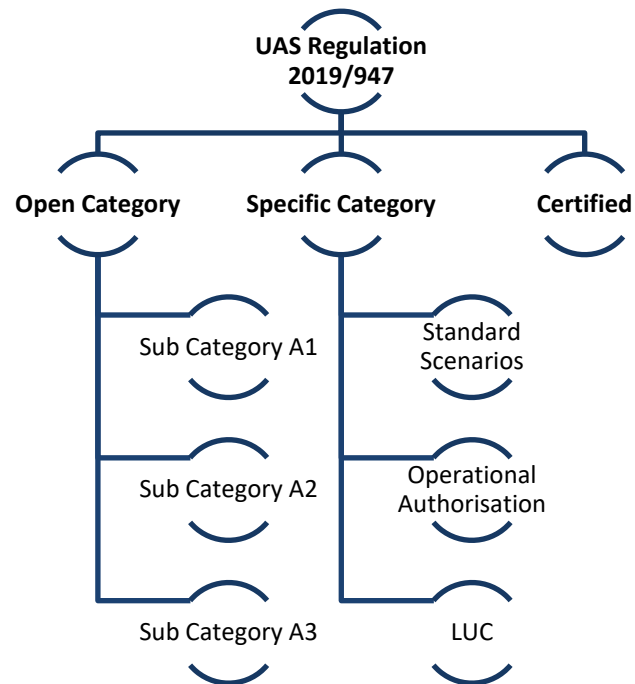 UAS Regulation
2019/947
Open Category
Specific Category
Certified
Sub Category A1
Standard
Scenarios
Sub Category A2
Operational
Authorisation
Sub Category A3
LUC